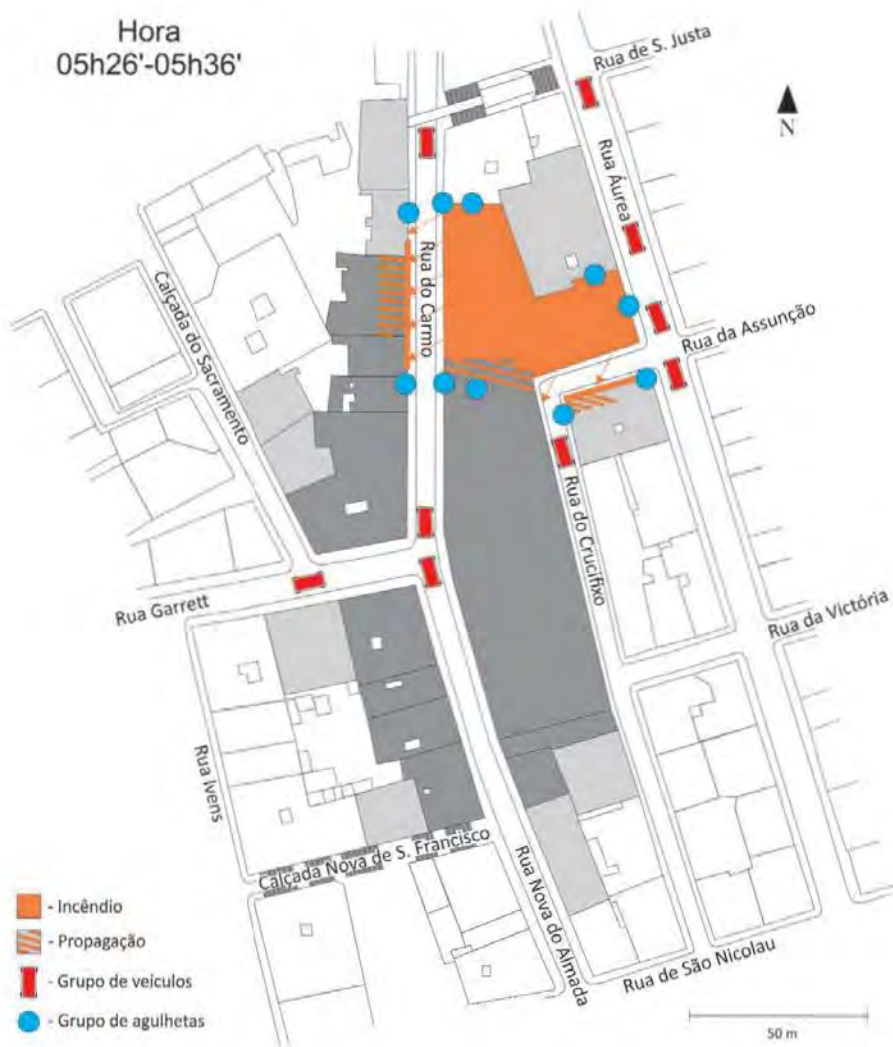 Hora
05h26'-05h36'
Rua de S. Justa
N
Rua Áurea
Rua do Carmo
Calçada do Sacramento
Rua da Assunção
Rua do Crucifixo
Rua Garrett
Rua da Victória
Rua Ivens
Calçada Nova de S. Francisco
Rua Nova do Almada
Rua de São Nicolau
- Incêndio
- Propagação
- Grupo de veículos
- Grupo de agulhetas
50 m